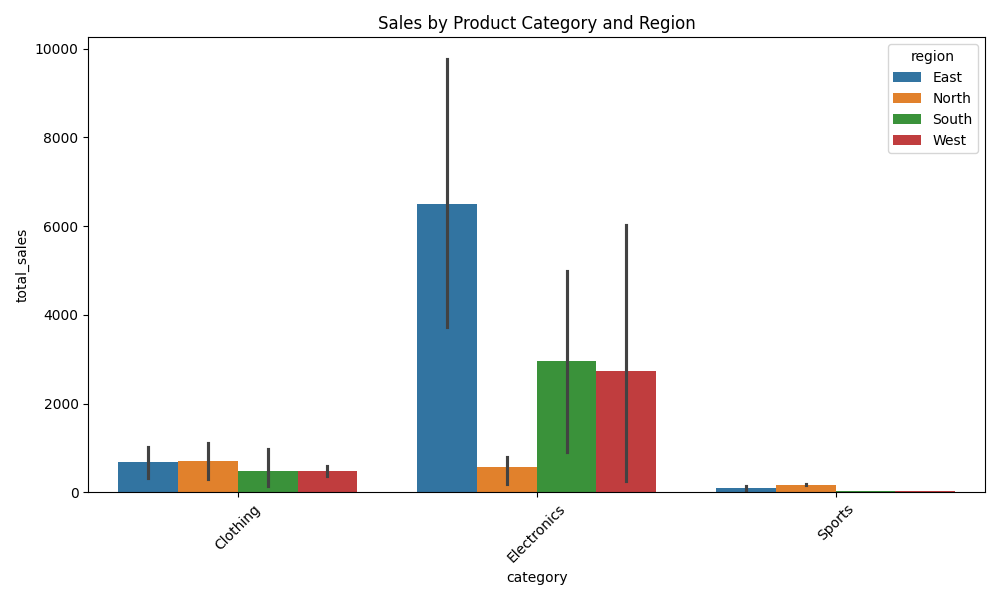 Sales by Product Category and Region
region
East
North
South
West
total_sales
10000
8000
6000
4000
2000
0
Clothing
Electronics
Sports
category